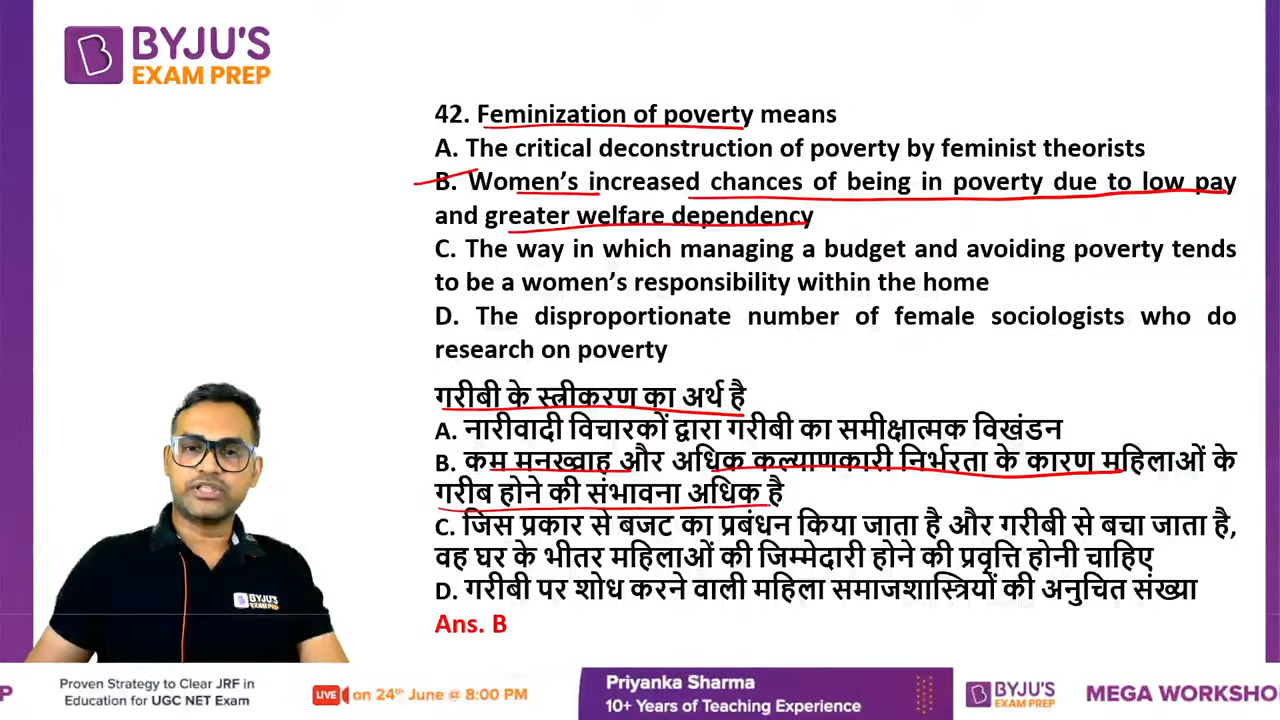 BYJU'S
EXAM PREP
42. Feminization of poverty means
A. The critical deconstruction of poverty by feminist theorists
B. Women's increased chances of being in poverty due to low pay
and greater welfare dependency
C. The way in which managing a budget and avoiding poverty tends
to be a women's responsibility within the home
D. The disproportionate number of female sociologists who do
research on poverty
गरीबी के स्त्रीकरण का अर्थ है
A. नारीवादी विचारकों द्वारा गरीबी का समीक्षात्मक विखंडन
B. कम मनख्वाह और अधिक कल्याणकारी निर्भरता के कारण महिलाओं के
गरीब होने की संभावना अधिक है
C. जिस प्रकार से बजट का प्रबंधन किया जाता है और गरीबी से बचा जाता है,
वह घर के भीतर महिलाओं की जिम्मेदारी होने की प्रवृत्ति होनी चाहिए
D. गरीबी पर शोध करने वाली महिला समाजशास्त्रियों की अनुचित संख्या
Ans. B
BYJU'S
EXAM PREP
P
Proven Strategy to Clear JRF in
Education for UGC NET Exam
LIVE on 24th June @ 8:00 PM
Priyanka Sharma
10+ Years of Teaching Experience
BYJU'S
EXAM PREP
MEGA WORKSHO